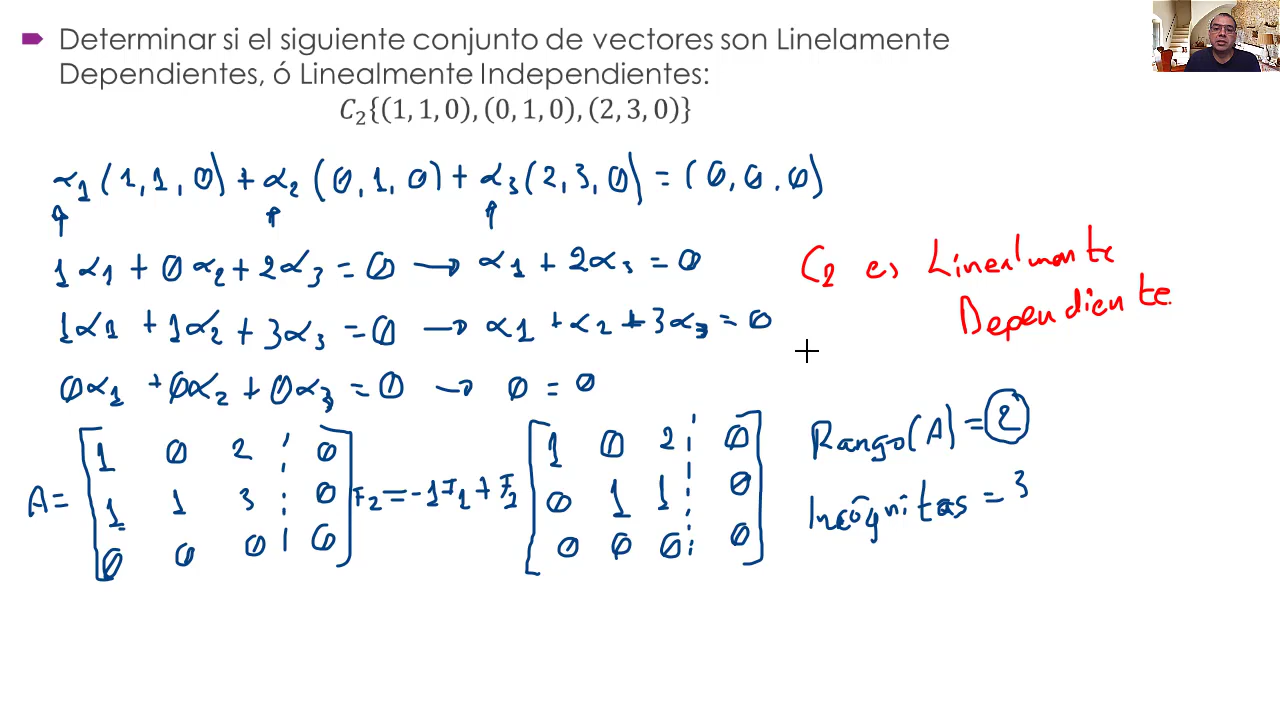 Determinar si el siguiente conjunto de vectores son Linelamente
Dependientes, ó Linealmente Independientes:
C₂{(1,1,0),(0,1,0),(2,3,0)}
α₁(1,1,0)+α₂(0,1,0)+α₃(2,3,0)=(0,0,0)
1α₁+0α₂+2α₃=0→α₁+2α₃=0
1α₁+1α₂+3α₃=0→α₁+α₂+3α₃=0
0α₁+0α₂+0α₃=0→0=0
C₂ es Linealmente
Dependiente
A=
1 0 2 ¦ 0
1 1 3 ¦ 0
0 0 0 ¦ 0
F₂=-1F₁+F₂
1 0 2 ¦ 0
0 1 1 ¦ 0
0 0 0 ¦ 0
Rango(A)=2
Incógnitas=3